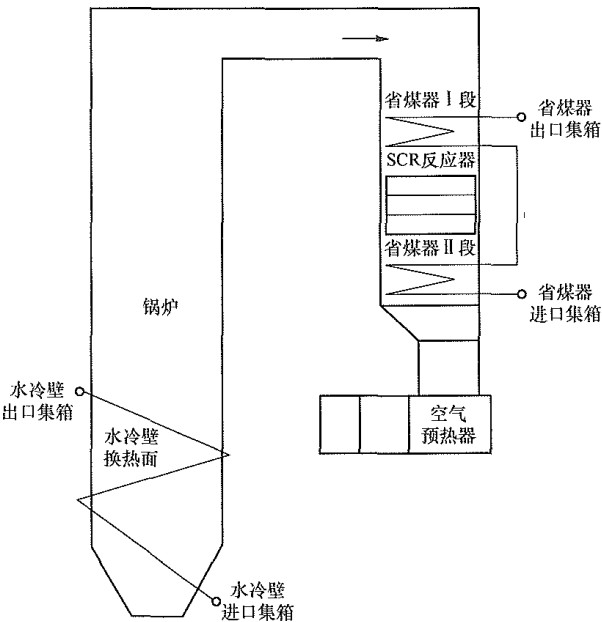 省煤器Ⅰ段
省煤器
出口集箱
SCR反应器
省煤器Ⅱ段
省煤器
进口集箱
锅炉
水冷壁
出口集箱
水冷壁
换热面
空气
预热器
水冷壁
进口集箱